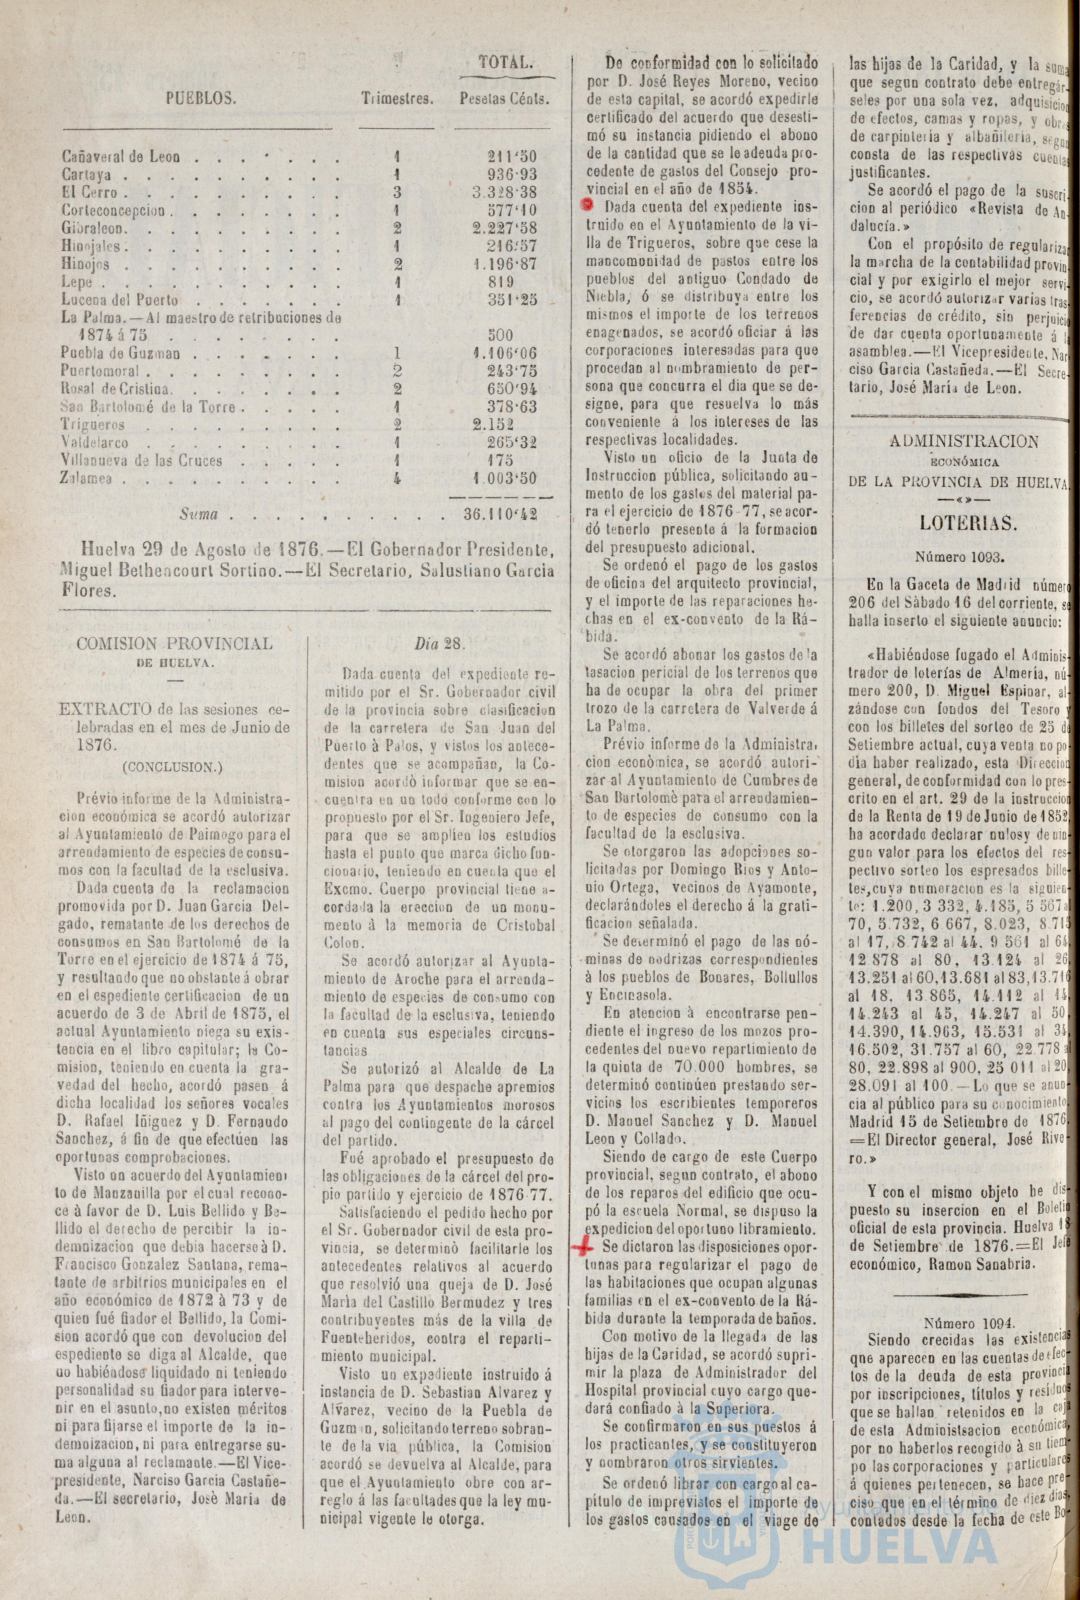 PUEBLOS. Trimestres. TOTAL. Pesetas Cénts.
Cañaveral de Leon . . . . . . . . 1 211‘50
Cartaya . . . . . . . . . . 1 936·93
El Cerro . . . . . . . . . . 3 3.328·38
Corteconcepcion . . . . . . . . 1 577‘10
Gibraleon. . . . . . . . . . 2 2.227‘58
Hinojales . . . . . . . . . . 1 216‘57
Hinojos . . . . . . . . . . 2 1.196·87
Lepe . . . . . . . . . . . 1 819
Lucena del Puerto . . . . . . . 1 351‘25
La Palma.—Al maestro de retribuciones de
1874 á 75 . . . . . . . . 500
Puebla de Guzman . . . . . . . . 1 1.106‘06
Puertomoral . . . . . . . . . 2 243‘75
Rosal de Cristina. . . . . . . . 2 650‘94
San Bartolomé de la Torre . . . . . 1 378·63
Trigueros . . . . . . . . . 2 2.152
Valdelarco . . . . . . . . . 1 265‘32
Villanueva de las Cruces . . . . . 1 175
Zalamea . . . . . . . . . . 4 1.003·50
Suma . . . . . . . . . . 36.110·42
Huelva 29 de Agosto de 1876.—El Gobernador Presidente,
Miguel Bethencourt Sortino.—El Secretario, Salustiano Garcia
Flores.
COMISION PROVINCIAL
DE HUELVA.
EXTRACTO de las sesiones ce-
lebradas en el mes de Junio de
1876.
(CONCLUSION.)
Prévio informe de la Administra-
cion económica se acordó autorizar
al Ayuntamiento de Paimogo para el
arrendamiento de especies de consu-
mos con la facultad de la esclusiva.
Dada cuenta de la reclamacion
promovida por D. Juan Garcia Del-
gado, rematante de los derechos de
consumos en San Bartolomé de la
Torre en el ejercicio de 1874 á 75,
y resultando que no obstante á obrar
en el espediente certificacion de un
acuerdo de 3 de Abril de 1875, el
actual Ayuntamiento niega su exis-
tencia en el libro capitular; la Co-
mision, teniendo en cuenta la gra-
vedad del hecho, acordó pasen á
dicha localidad los señores vocales
D. Rafael Iñiguez y D. Fernando
Sanchez, á fin de que efectúen las
oportunas comprobaciones.
Visto un acuerdo del Ayuntamien
to de Manzanilla por el cual recono-
ce á favor de D. Luis Bellido y Be-
llido el derecho de percibir la in-
demnizacion que debia hacerse á D.
Francisco Gonzalez Santana, rema-
tante de arbitrios municipales en el
año económico de 1872 à 73 y de
quien fué fiador el Bellido, la Comi-
sion acordó que con devolucion del
espediente se diga al Alcalde, que
no habiéndose liquidado ni teniendo
personalidad su fiador para interve-
nir en el asunto, no existen méritos
ni para fijarse el importe de la in-
demnizacion, ni para entregarse su-
ma alguna al reclamante.—El Vice-
presidente, Narciso Garcia Castañe-
da.—El secretario, Josè Maria de
Leon.
Dia 28.
Dada cuenta del expediente re-
mitido por el Sr. Gobernador civil
de la provincia sobre clasificacion
de la carretera de San Juan del
Puerto à Palos, y vistos los antece-
dentes que se acompañan, la Co-
mision acordò informar que se en-
cuentra en un todo conforme con lo
propuesto por el Sr. Ingeniero Jefe,
para que se amplien los estudios
hasta el punto que marca dicho fun-
cionario, teniendo en cuenta que el
Excmo. Cuerpo provincial tiene a-
cordada la ereccion de un monu-
mento à la memoria de Cristobal
Colon.
Se acordó autorizar al Ayunta-
miento de Aroche para el arrenda-
miento de especies de consumo con
la facultad de la esclusiva, teniendo
en cuenta sus especiales circuns-
tancias
Se autorizó al Alcalde de La
Palma para que despache apremios
contra los Ayuntamientos morosos
al pago del contingente de la cárcel
del partido.
Fué aprobado el presupuesto de
las obligaciones de la cárcel del pro-
pio partido y ejercicio de 1876-77.
Satisfaciendo el pedido hecho por
el Sr. Gobernador civil de esta pro-
vincia, se determinò facilitarle los
antecedentes relativos al acuerdo
que resolvió una queja de D. José
Marìa del Castillo Bermudez y tres
contribuyentes más de la villa de
Fuenteheridos, contra el reparti-
miento municipal.
Visto un expediente instruido á
instancia de D. Sebastian Alvarez y
Alvarez, vecino de la Puebla de
Guzman, solicitando terreno sobran-
te de la via pública, la Comision
acordó se devuelva al Alcalde, para
que el Ayuntamiento obre con ar-
reglo á las facultades que la ley mu-
nicipal vigente le otorga.
De conformidad con lo solicitado
por D. José Reyes Moreno, vecino
de esta capital, se acordó expedirle
certificado del acuerdo que desesti-
mó su instancia pidiendo el abono
de la cantidad que se le adeuda pro-
cedente de gastos del Consejo pro-
vincial en el año de 1854.
Dada cuenta del expediente ins-
truido en el Ayuntamiento de la vi-
lla de Trigueros, sobre que cese la
mancomunidad de pastos entre los
pueblos del antiguo Condado de
Niebla, ó se distribuya entre los
mismos el importe de los terrenos
enagenados, se acordó oficiar á las
corporaciones interesadas para que
procedan al nombramiento de per-
sona que concurra el dia que se de-
signe, para que resuelva lo más
conveniente á los intereses de las
respectivas localidades.
Visto un oficio de la Junta de
Instruccion pública, solicitando au-
mento de los gastos del material pa-
ra el ejercicio de 1876-77, se acor-
dó tenerlo presente á la formacion
del presupuesto adicional.
Se ordenó el pago de los gastos
de oficina del arquitecto provincial,
y el importe de las reparaciones he-
chas en el ex-convento de la Rá-
bida.
Se acordó abonar los gastos de la
tasacion pericial de los terrenos que
ha de ocupar la obra del primer
trozo de la carretera de Valverde á
La Palma.
Prévio informe de la Administra
cion econòmica, se acordó autori-
zar al Ayuntamiento de Cumbres de
San Bartolomè para el arrendamien-
to de especies de consumo con la
facultad de la esclusiva.
Se otorgaron las adopciones so-
licitadas por Domingo Rios y Anto-
nio Ortega, vecinos de Ayamonte,
declarándoles el derecho á la grati-
ficacion señalada.
Se determinó el pago de las nó-
minas de nodrizas correspondientes
à los pueblos de Bonares, Bollullos
y Encinasola.
En atencion à encontrarse pen-
diente el ingreso de los mozos pro-
cedentes del nuevo repartimiento de
la quinta de 70.000 hombres, se
determinó continúen prestando ser-
vicios los escribientes temporeros
D. Manuel Sanchez y D. Manuel
Leon y Collado.
Siendo de cargo de este Cuerpo
provincial, segun contrato, el abono
de los reparos del edificio que ocu-
pó la escuela Normal, se dispuso la
expedicion del oportuno libramiento.
Se dictaron las disposiciones opor-
tunas para regularizar el pago de
las habitaciones que ocupan algunas
familias en el ex-convento de la Rá-
bida durante la temporada de baños.
Con motivo de la llegada de las
hijas de la Caridad, se acordó supri-
mir la plaza de Administrador del
Hospital provincial cuyo cargo que-
dará confiado à la Superiora.
Se confirmaron en sus puestos á
los practicantes, y se constituyeron
y nombraron otros sirvientes.
Se ordenó librar con cargo al ca-
pítulo de imprevistos el importe de
los gastos causados en el viage de
las hijas de la Caridad, y la suma
que segun contrato debe entregár-
seles por una sola vez, adquisicion
de efectos, camas y ropas, y obras
de carpinteria y albañileria, segun
consta de las respectivas cuentas
justificantes.
Se acordó el pago de la suscri-
cion al periódico «Revista de An-
dalucía.»
Con el propósito de regularizar
la marcha de la contabilidad provin-
cial y por exigirlo el mejor servi-
cio, se acordó autorizar varias tras-
ferencias de crédito, sin perjuicio
de dar cuenta oportunamente á la
asamblea.—El Vicepresidente, Nar-
ciso Garcia Castañeda.—El Secre-
tario, José María de Leon.
ADMINISTRACION
ECONÓMICA
DE LA PROVINCIA DE HUELVA.
—«»—
LOTERIAS.
Número 1093.
En la Gaceta de Madrid número
206 del Sàbado 16 del corriente, se
halla inserto el siguiente anuncio:
«Habiéndose fugado el Adminis-
trador de loterías de Almeria, nú-
mero 200, D. Miguel Espinar, al-
zándose con fondos del Tesoro y
con los billetes del sorteo de 25 de
Setiembre actual, cuya venta no po-
dia haber realizado, esta Direccion
general, de conformidad con lo pres-
crito en el art. 29 de la instruccion
de la Renta de 19 de Junio de 1852,
ha acordado declarar nulos y de nin-
gun valor para los efectos del res-
pectivo sorteo los espresados bille-
tes, cuya numeracion es la siguien-
te: 1.200, 3 332, 4.185, 5 567 al
70, 5.732, 6 667, 8.023, 8.715
al 17, 8 742 al 44, 9 561 al 64,
12.878 al 80, 13.124 al 26,
13.251 al 60, 13.681 al 83, 13.716
al 18, 13.865, 14.112 al 14,
14.243 al 45, 14.247 al 50,
14.390, 14.963, 15.531 al 34,
16.502, 31.757 al 60, 22.778 al
80, 22.898 al 900, 25 011 al 20,
28.091 al 100.—Lo que se anun-
cia al público para su conocimiento.
Madrid 15 de Setiembre de 1876.
=El Director general, José Rive-
ro.»
Y con el mismo objeto he dis-
puesto su insercion en el Boletin
oficial de esta provincia. Huelva 18
de Setiembre de 1876.=El Jefe
económico, Ramon Sanabria.
Número 1094.
Siendo crecidas las existencias
que aparecen en las cuentas de efec-
tos de la deuda de esta provincia
por inscripciones, títulos y residuos
que se hallan retenidos en la caja
de esta Administsacion económica,
por no haberlos recogido à su tiem-
po las corporaciones y particulares
á quienes pertenecen, se hace pre-
ciso que en el término de diez dias,
contados desde la fecha de este Bo-
Ayuntamiento
HUELVA